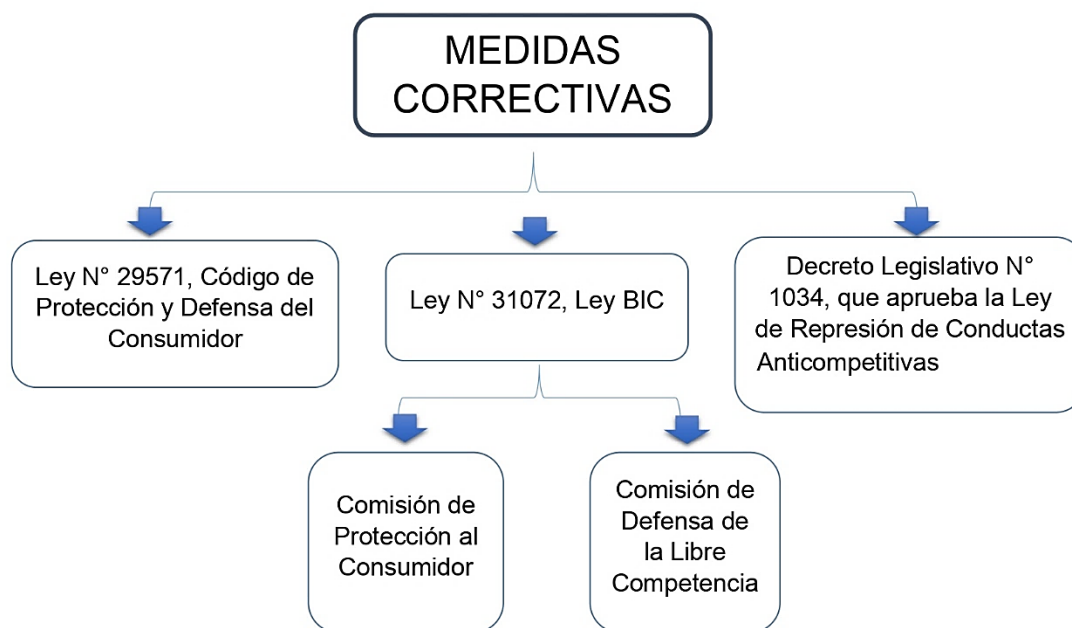 MEDIDAS
CORRECTIVAS
Ley N° 29571, Código de
Protección y Defensa del
Consumidor
Ley N° 31072, Ley BIC
Decreto Legislativo N°
1034, que aprueba la Ley
de Represión de Conductas
Anticompetitivas
Comisión de
Protección al
Consumidor
Comisión de
Defensa de
la Libre
Competencia